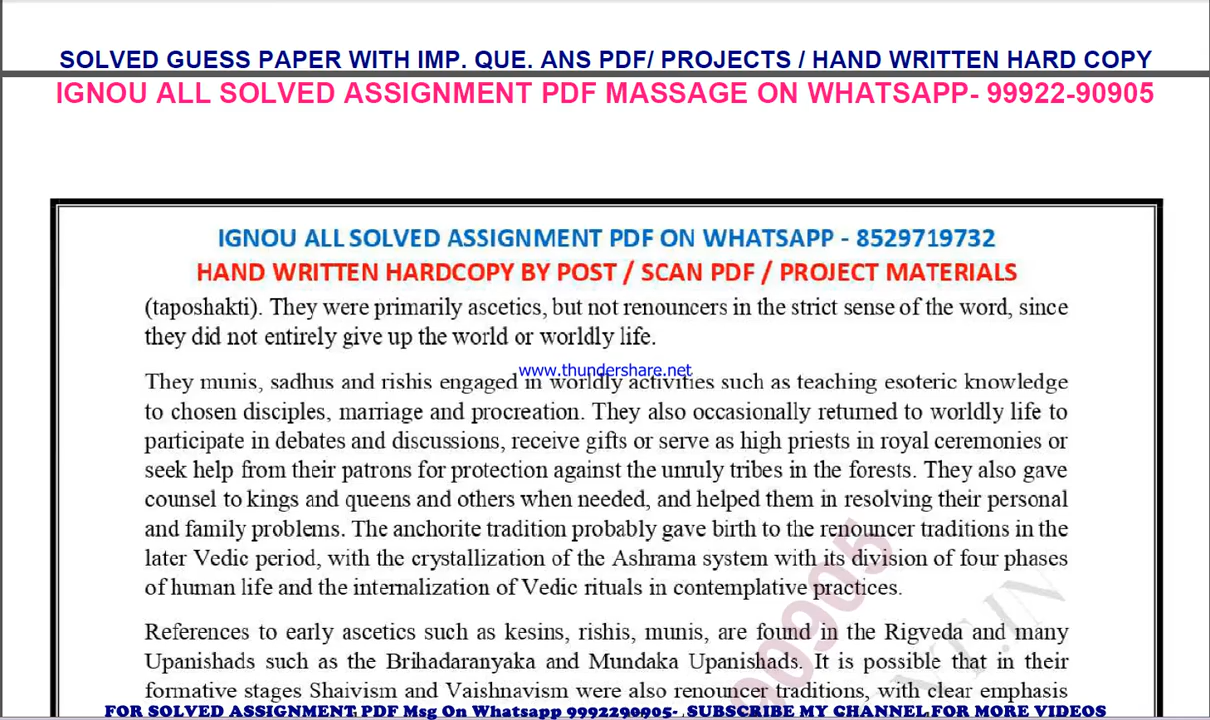 SOLVED GUESS PAPER WITH IMP. QUE. ANS PDF/ PROJECTS / HAND WRITTEN HARD COPY
IGNOU ALL SOLVED ASSIGNMENT PDF MASSAGE ON WHATSAPP- 99922-90905
IGNOU ALL SOLVED ASSIGNMENT PDF ON WHATSAPP - 8529719732
HAND WRITTEN HARDCOPY BY POST / SCAN PDF / PROJECT MATERIALS
(taposhakti). They were primarily ascetics, but not renouncers in the strict sense of the word, since
they did not entirely give up the world or worldly life.
www.thundershare.net
They munis, sadhus and rishis engaged in worldly activities such as teaching esoteric knowledge
to chosen disciples, marriage and procreation. They also occasionally returned to worldly life to
participate in debates and discussions, receive gifts or serve as high priests in royal ceremonies or
seek help from their patrons for protection against the unruly tribes in the forests. They also gave
counsel to kings and queens and others when needed, and helped them in resolving their personal
and family problems. The anchorite tradition probably gave birth to the renouncer traditions in the
later Vedic period, with the crystallization of the Ashrama system with its division of four phases
of human life and the internalization of Vedic rituals in contemplative practices.
References to early ascetics such as kesins, rishis, munis, are found in the Rigveda and many
Upanishads such as the Brihadaranyaka and Mundaka Upanishads. It is possible that in their
formative stages Shaivism and Vaishnavism were also renouncer traditions, with clear emphasis
90905
NT.IN
FOR SOLVED ASSIGNMENT PDF Msg On Whatsapp 9992290905- SUBSCRIBE MY CHANNEL FOR MORE VIDEOS